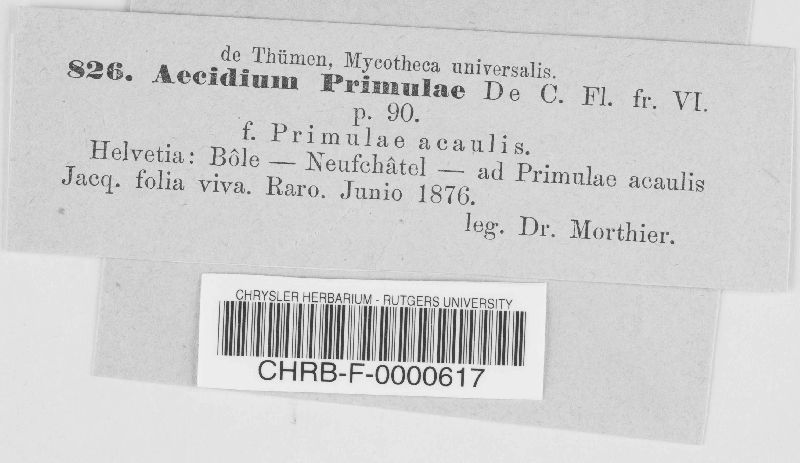 de Thümen, Mycotheca universalis.
826. Aecidium Primulae De C. Fl. fr. VI.
p. 90.
f. Primulae acaulis.
Helvetia: Bôle — Neufchâtel — ad Primulae acaulis
Jacq. folia viva. Raro. Junio 1876.
leg. Dr. Morthier.
CHRYSLER HERBARIUM - RUTGERS UNIVERSITY
CHRB-F-0000617